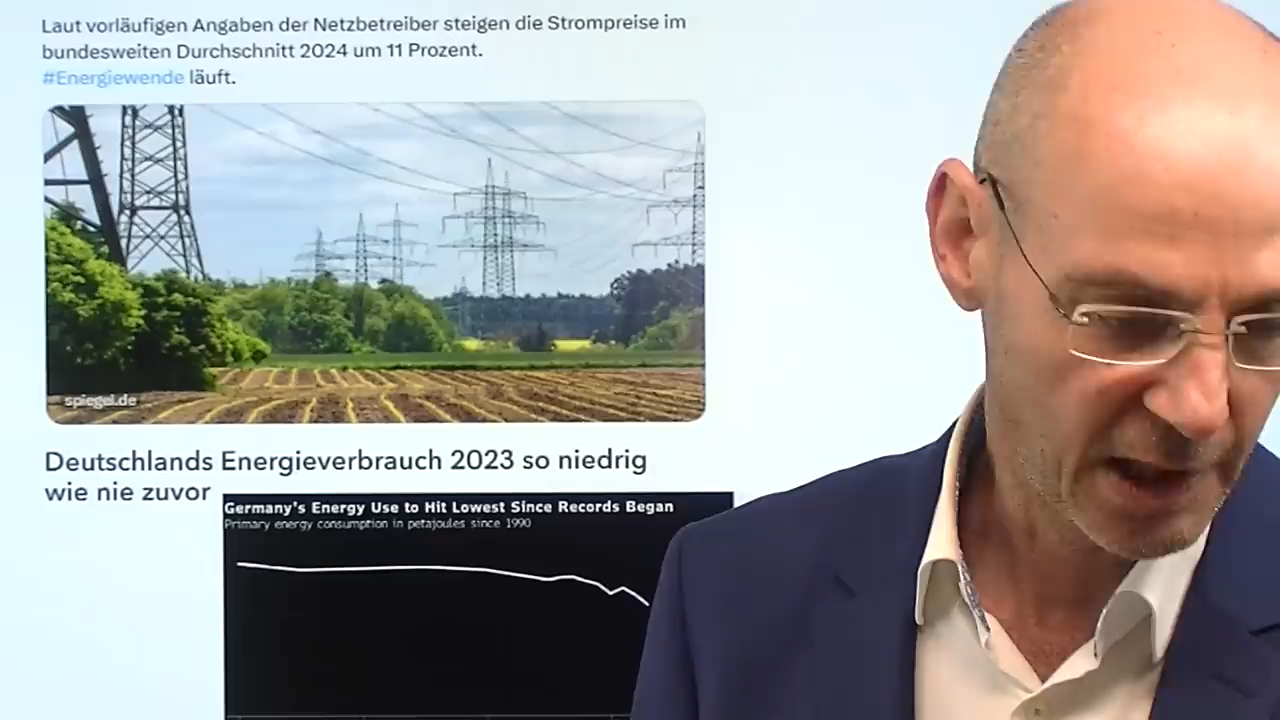 Laut vorläufigen Angaben der Netzbetreiber steigen die Strompreise im
bundesweiten Durchschnitt 2024 um 11 Prozent.
#Energiewende läuft.
spiegel.de
Deutschlands Energieverbrauch 2023 so niedrig
wie nie zuvor
Germany's Energy Use to Hit Lowest Since Records Began
Primary energy consumption in petajoules since 1990